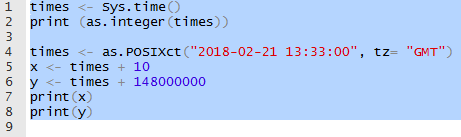 1 times <- Sys.time()
2 print (as.integer(times))
3
4 times <- as.POSIXct("2018-02-21 13:33:00", tz= "GMT")
5 x <- times + 10
6 y <- times + 148000000
7 print(x)
8 print(y)
9